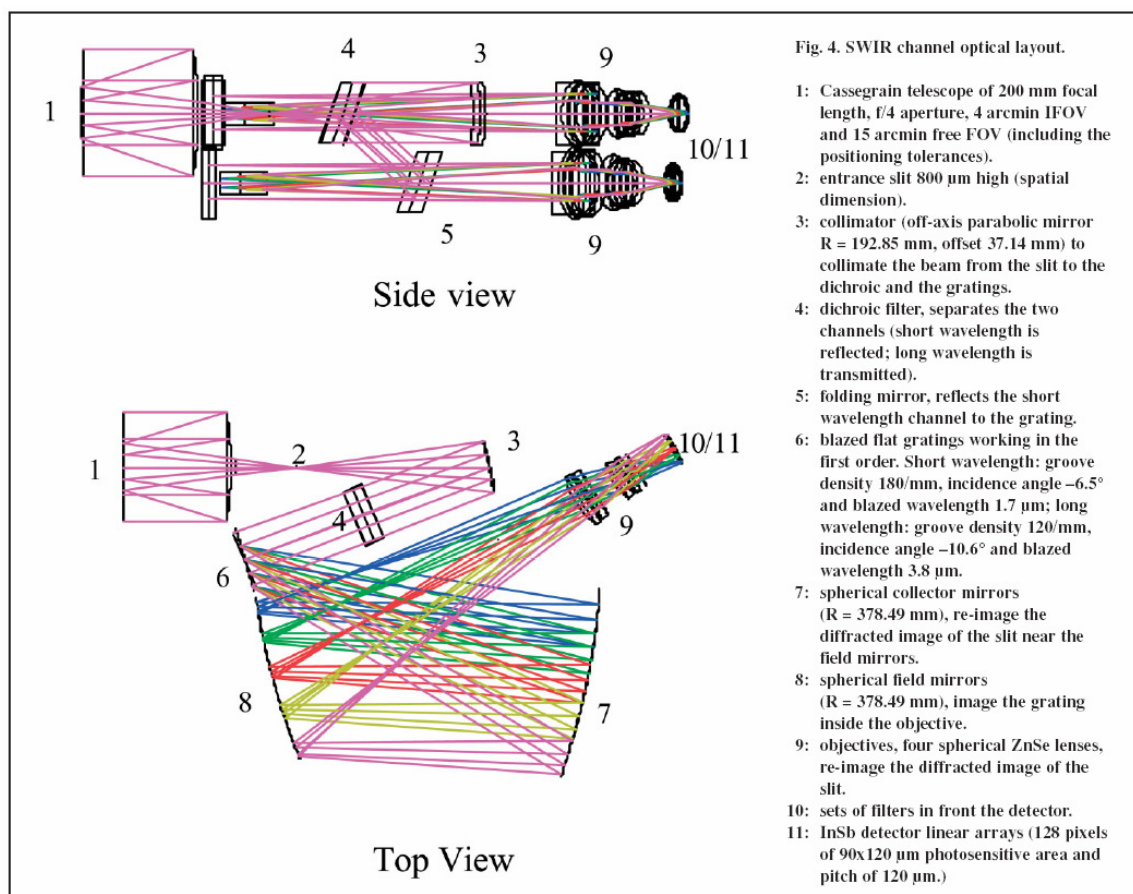 4
3
9
1
10/11
5
9
Side view
1
2
3
10/11
4
9
6
8
7
Top View
Fig. 4. SWIR channel optical layout.
1: Cassegrain telescope of 200 mm focal
length, f/4 aperture, 4 arcmin IFOV
and 15 arcmin free FOV (including the
positioning tolerances).
2: entrance slit 800 µm high (spatial
dimension).
3: collimator (off-axis parabolic mirror
R = 192.85 mm, offset 37.14 mm) to
collimate the beam from the slit to the
dichroic and the gratings.
4: dichroic filter, separates the two
channels (short wavelength is
reflected; long wavelength is
transmitted).
5: folding mirror, reflects the short
wavelength channel to the grating.
6: blazed flat gratings working in the
first order. Short wavelength: groove
density 180/mm, incidence angle –6.5°
and blazed wavelength 1.7 µm; long
wavelength: groove density 120/mm,
incidence angle –10.6° and blazed
wavelength 3.8 µm.
7: spherical collector mirrors
(R = 378.49 mm), re-image the
diffracted image of the slit near the
field mirrors.
8: spherical field mirrors
(R = 378.49 mm), image the grating
inside the objective.
9: objectives, four spherical ZnSe lenses,
re-image the diffracted image of the
slit.
10: sets of filters in front the detector.
11: InSb detector linear arrays (128 pixels
of 90x120 µm photosensitive area and
pitch of 120 µm.)